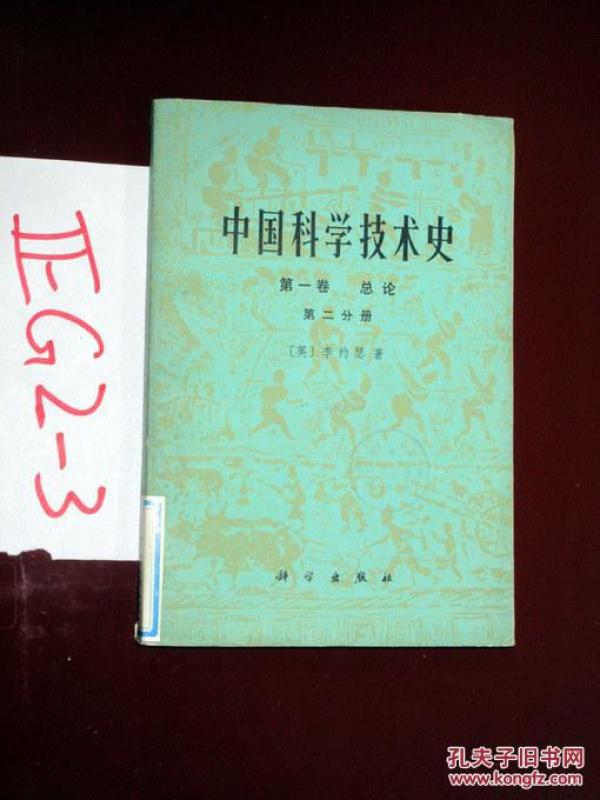 ⅡEG2-3
中国科学技术史
第一卷 总论
第二分册
〔英〕李约瑟著
科学出版社
孔夫子旧书网
www.kongfz.com